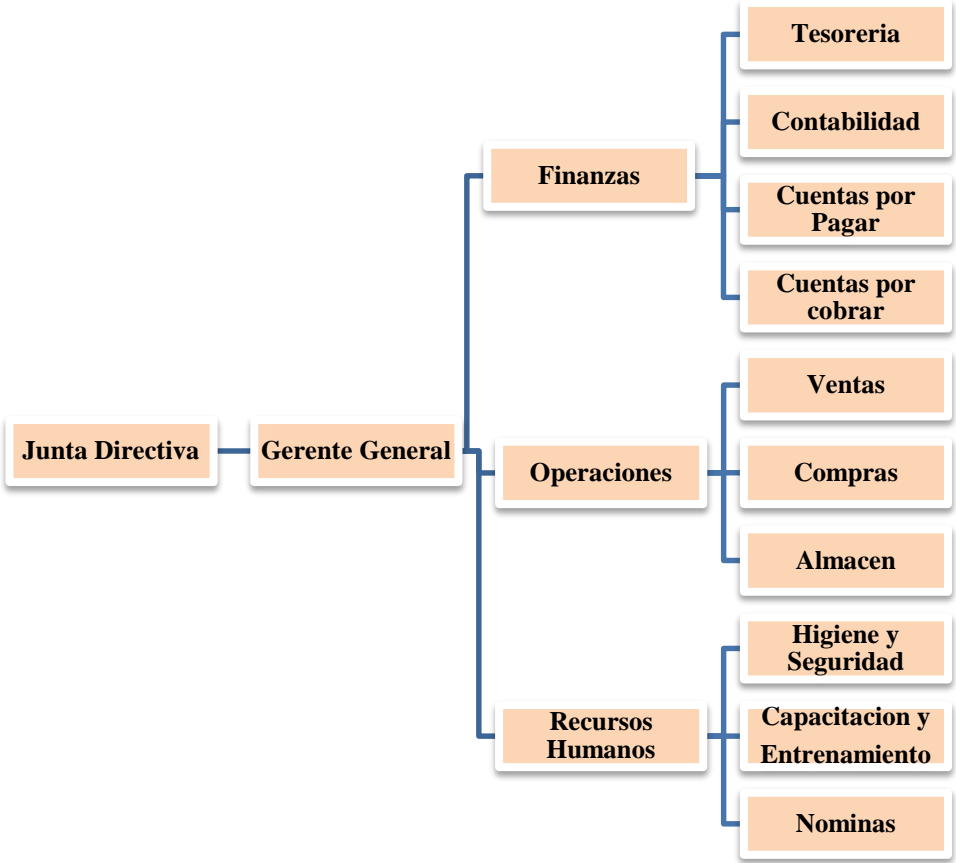 Tesoreria
Contabilidad
Finanzas
Cuentas por
Pagar
Cuentas por
cobrar
Ventas
Junta Directiva
Gerente General
Operaciones
Compras
Almacen
Higiene y
Seguridad
Recursos
Humanos
Capacitacion y
Entrenamiento
Nominas